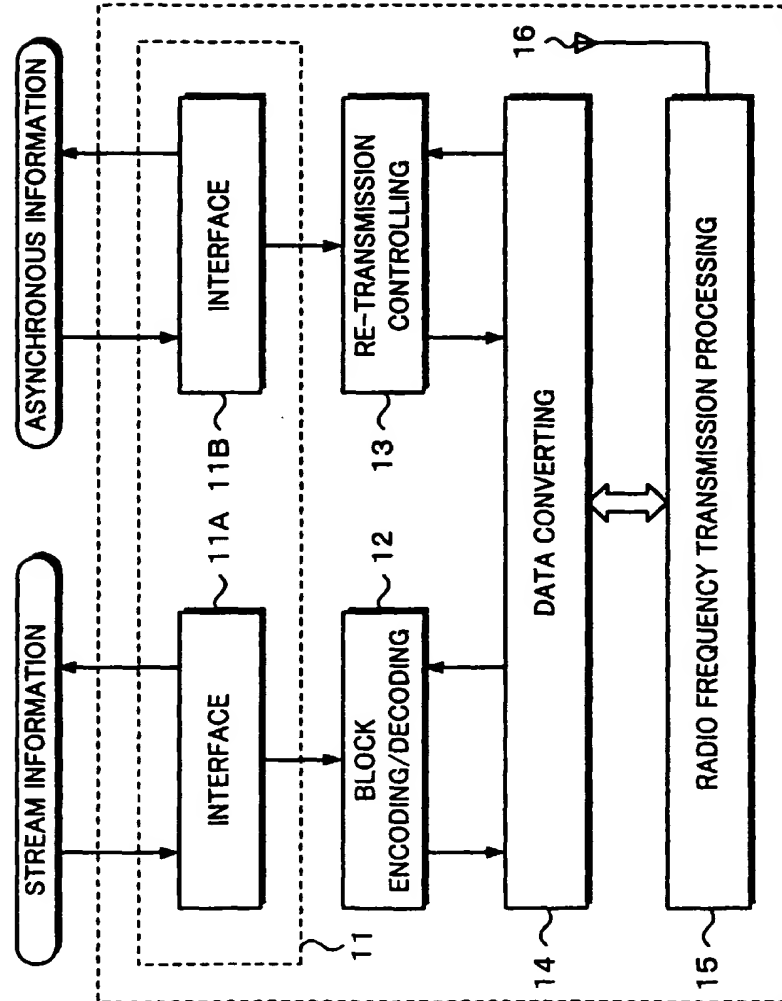 STREAM INFORMATION
ASYNCHRONOUS INFORMATION
11A
11B
INTERFACE
INTERFACE
11
12
BLOCK
ENCODING/DECODING
13
RE-TRANSMISSION
CONTROLLING
14
DATA CONVERTING
16
15
RADIO FREQUENCY TRANSMISSION PROCESSING